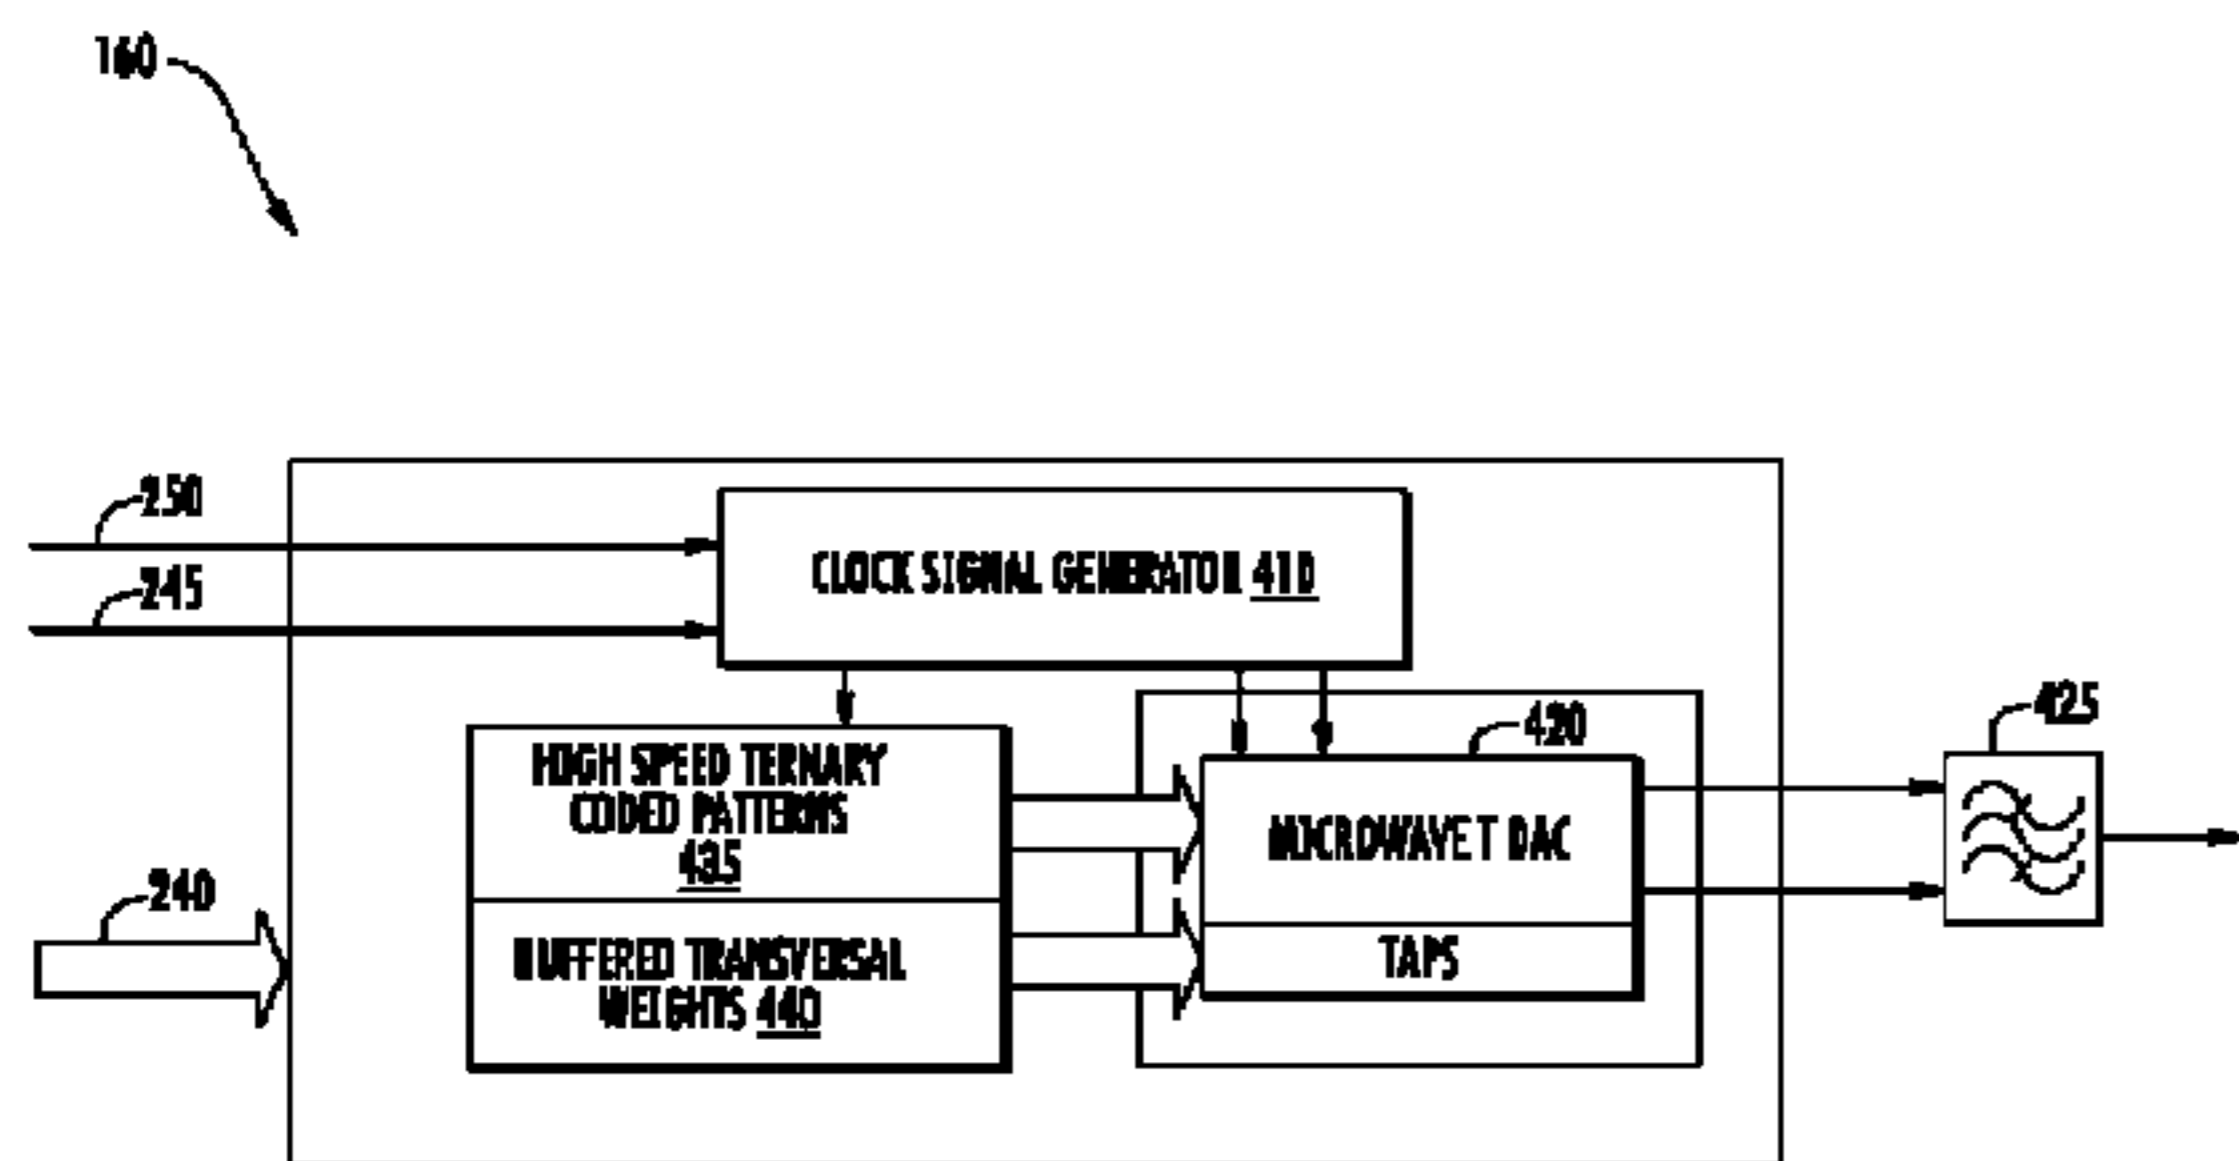 160
250
CLOCK SIGNAL GENERATOR 410
245
425
420
HIGH SPEED TERNARY
CODED PATTERNS
435
MICROWAVET DAC
240
BUFFERED TRANSVERSAL
WEIGHTS 440
TAPS